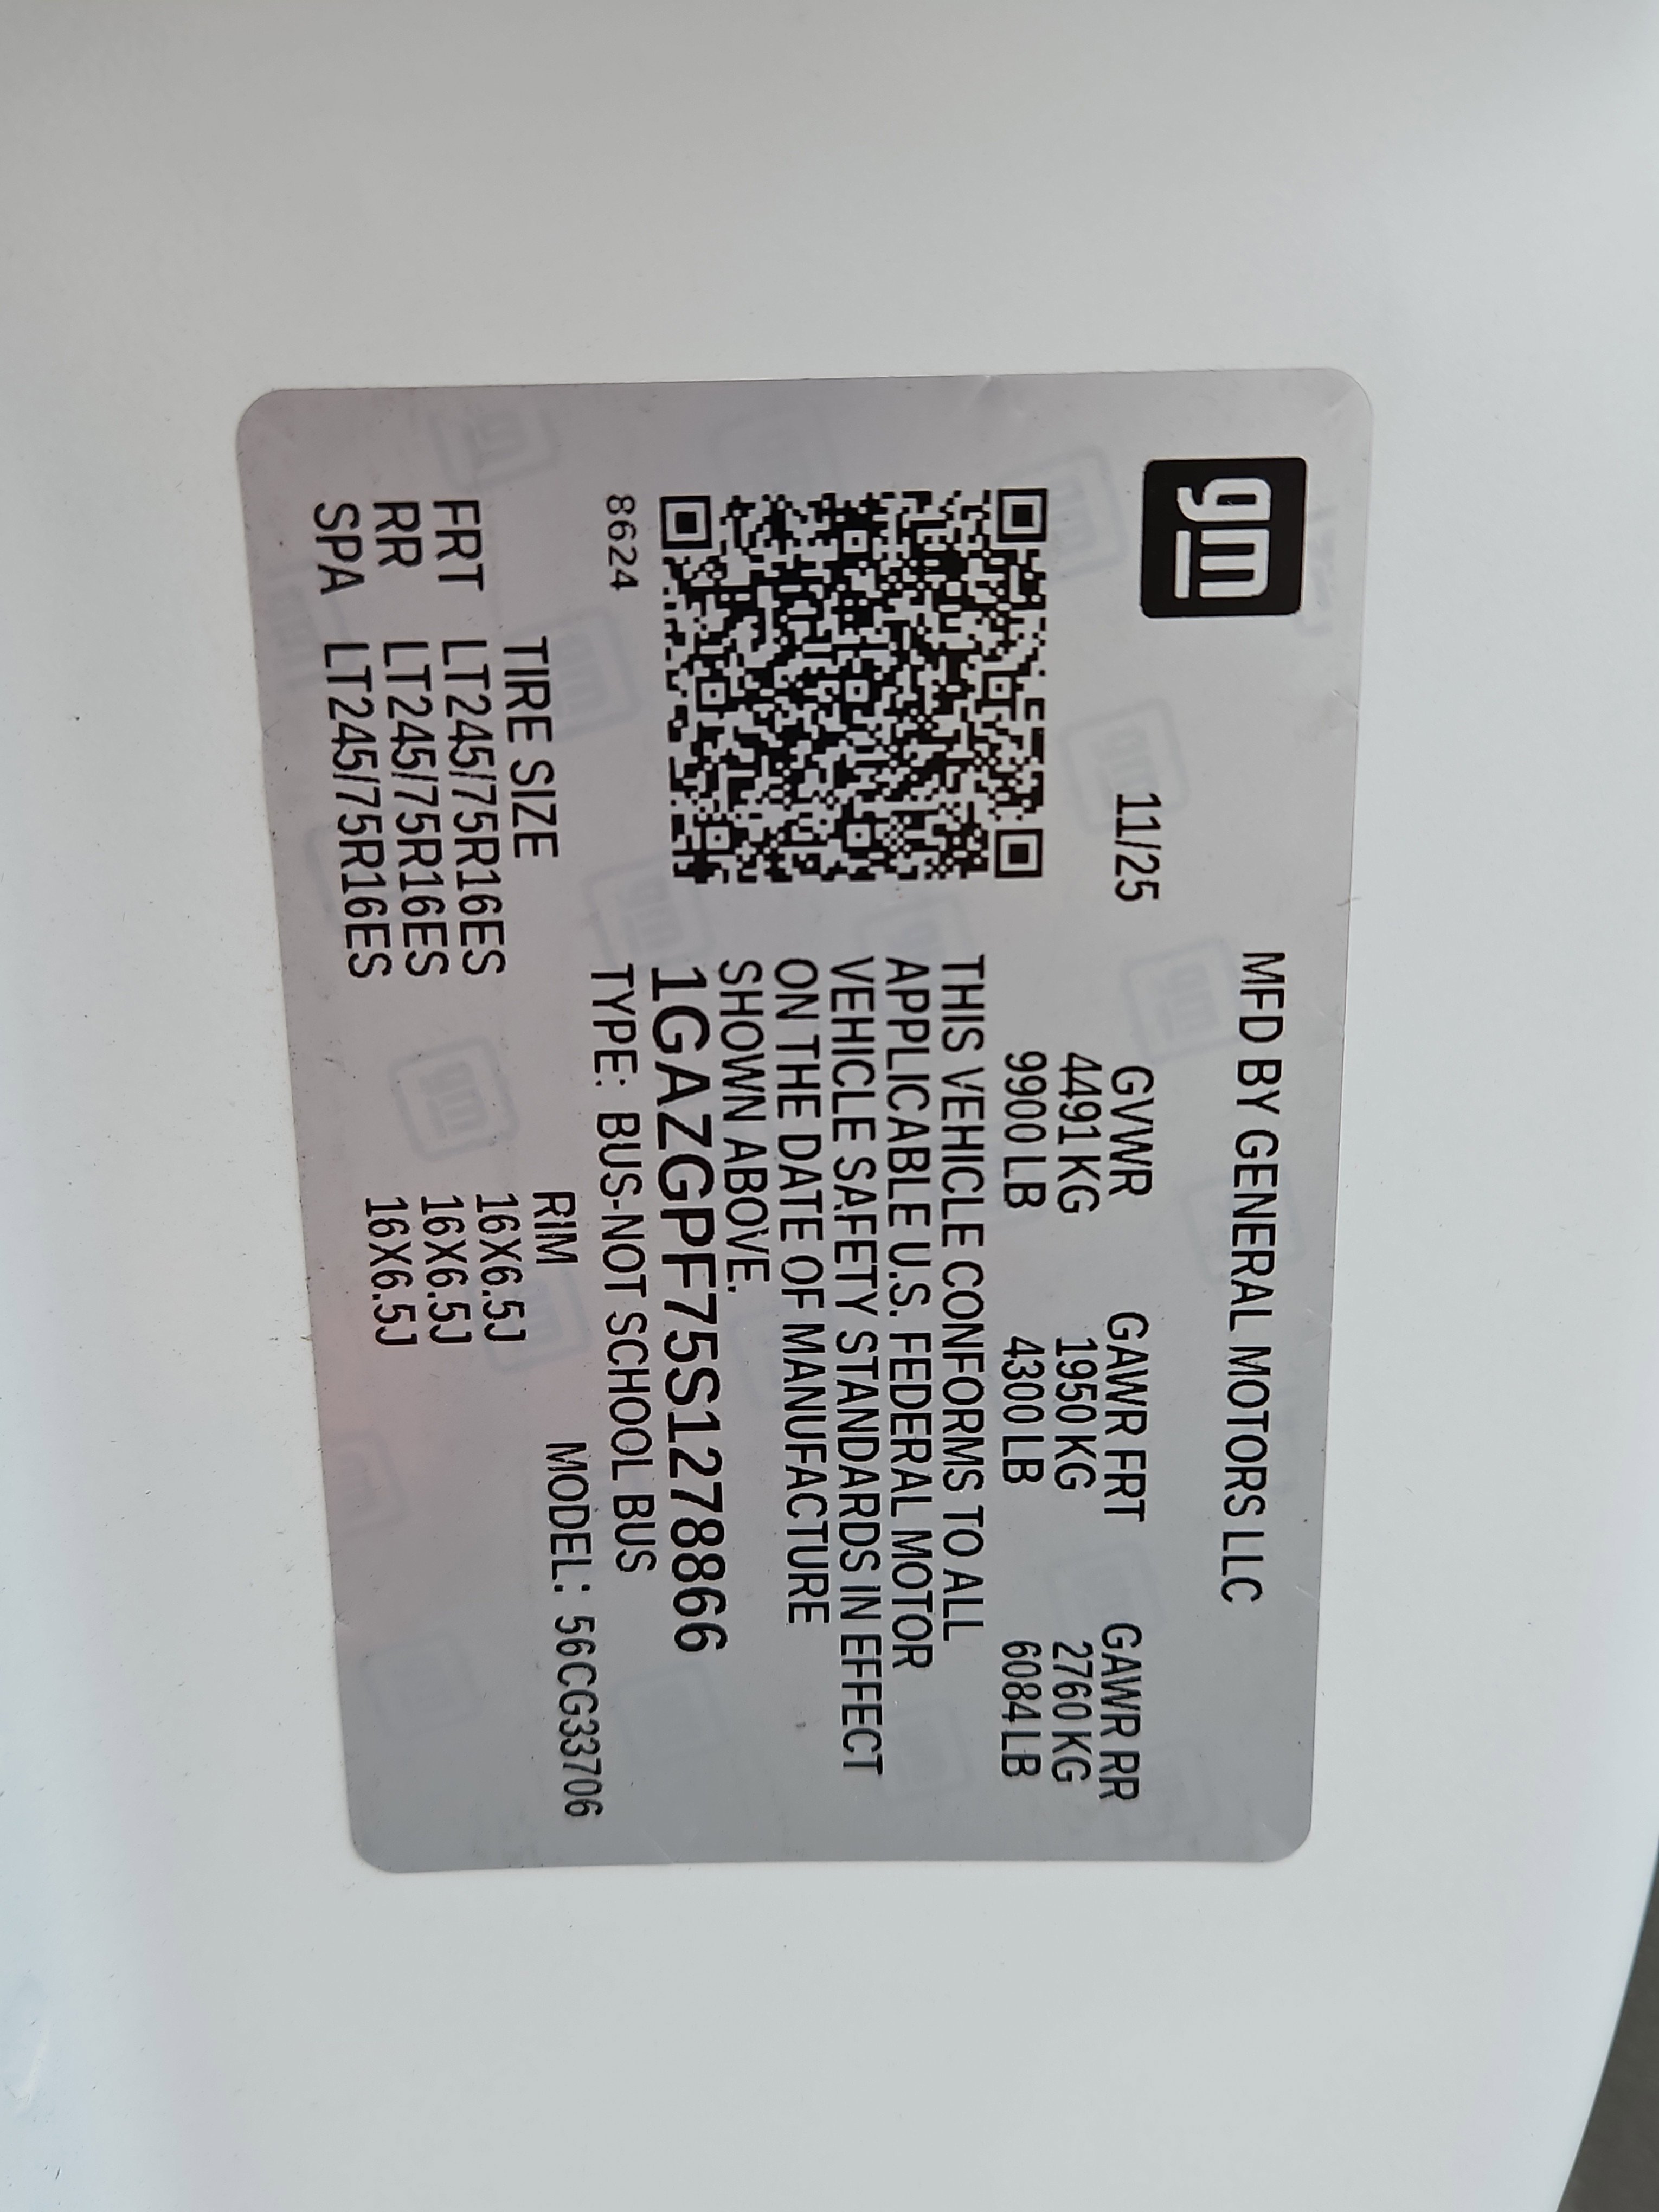 gm
MFD BY GENERAL MOTORS LLC
11/25
GVWR GAWR FRT GAWR RR
4491 KG 1950 KG 2760 KG
9900 LB 4300 LB 6084 LB
THIS VEHICLE CONFORMS TO ALL
APPLICABLE U.S. FEDERAL MOTOR
VEHICLE SAFETY STANDARDS IN EFFECT
ON THE DATE OF MANUFACTURE
SHOWN ABOVE.
1GAZGPF75S1278866
TYPE: BUS-NOT SCHOOL BUS
8624
MODEL: 56CG33706
TIRE SIZE RIM
FRT LT245/75R16ES 16X6.5J
RR LT245/75R16ES 16X6.5J
SPA LT245/75R16ES 16X6.5J